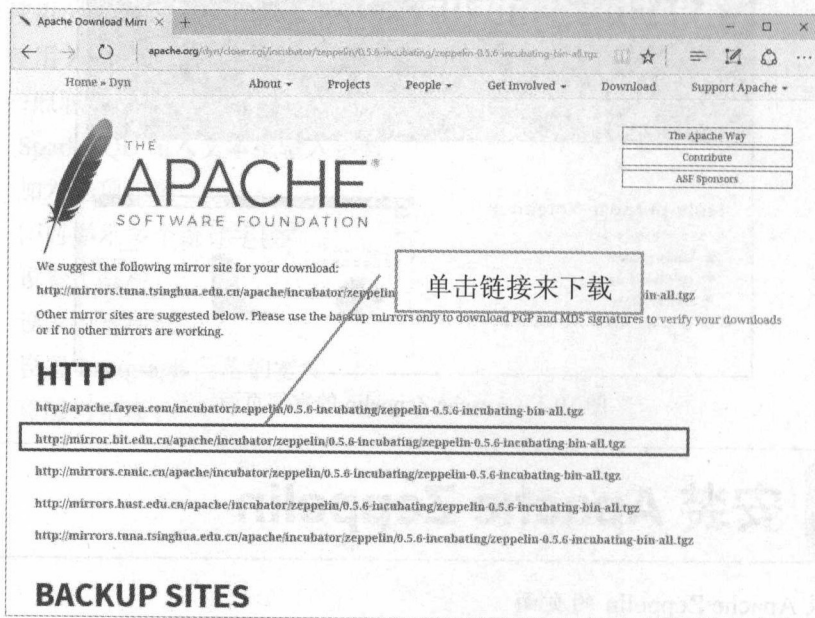 Apache Download Mirr
apache.org/dyn/closer.cgi/incubator/zeppelin/0.5.6-incubating/zeppelin-0.5.6-incubating-bin-all.tgz
Home » Dyn About Projects People Get Involved Download Support Apache
The Apache Way
Contribute
ASF Sponsors
THE
APACHE®
SOFTWARE FOUNDATION
We suggest the following mirror site for your download:
http://mirrors.tuna.tsinghua.edu.cn/apache/incubator/zeppelin in-all.tgz
单击链接来下载
Other mirror sites are suggested below. Please use the backup mirrors only to download PGP and MD5 signatures to verify your downloads
or if no other mirrors are working.
HTTP
http://apache.fayea.com/incubator/zeppelin/0.5.6-incubating/zeppelin-0.5.6-incubating-bin-all.tgz
http://mirror.bit.edu.cn/apache/incubator/zeppelin/0.5.6-incubating/zeppelin-0.5.6-incubating-bin-all.tgz
http://mirrors.cnnic.cn/apache/incubator/zeppelin/0.5.6-incubating/zeppelin-0.5.6-incubating-bin-all.tgz
http://mirrors.hust.edu.cn/apache/incubator/zeppelin/0.5.6-incubating/zeppelin-0.5.6-incubating-bin-all.tgz
http://mirrors.tuna.tsinghua.edu.cn/apache/incubator/zeppelin/0.5.6-incubating/zeppelin-0.5.6-incubating-bin-all.tgz
BACKUP SITES